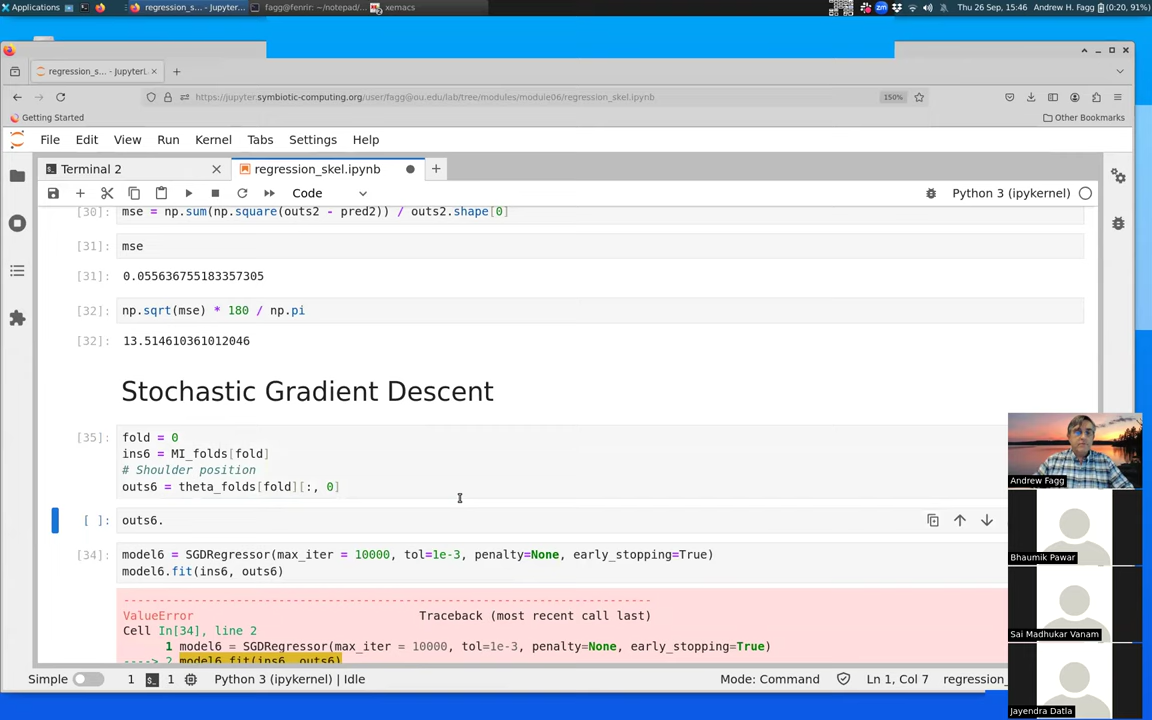 Applications
regression_s... - Jupyter...
fagg@fenrir: ~/notepad/...
xemacs
Thu 26 Sep, 15:46
Andrew H. Fagg
(0:20, 91%)
regression_s... - JupyterL
https://jupyter.symbiotic-computing.org/user/fagg@ou.edu/lab/tree/modules/module06/regression_skel.ipynb
150%
Getting Started
Other Bookmarks
File Edit View Run Kernel Tabs Settings Help
Terminal 2
regression_skel.ipynb
Code
Python 3 (ipykernel)
[30]: mse = np.sum(np.square(outs2 - pred2)) / outs2.shape[0]
[31]: mse
[31]: 0.055636755183357305
[32]: np.sqrt(mse) * 180 / np.pi
[32]: 13.514610361012046
Stochastic Gradient Descent
[35]: fold = 0
ins6 = MI_folds[fold]
# Shoulder position
outs6 = theta_folds[fold][:, 0]
[ ]: outs6.
[34]: model6 = SGDRegressor(max_iter = 10000, tol=1e-3, penalty=None, early_stopping=True)
model6.fit(ins6, outs6)
---------------------------------------------------------------------------
ValueError Traceback (most recent call last)
Cell In[34], line 2
1 model6 = SGDRegressor(max_iter = 10000, tol=1e-3, penalty=None, early_stopping=True)
----> 2 model6.fit(ins6, outs6)
Simple 1 1 Python 3 (ipykernel) | Idle
Mode: Command Ln 1, Col 7 regression_
Andrew Fagg
Bhaumik Pawar
Sai Madhukar Vanam
Jayendra Datla